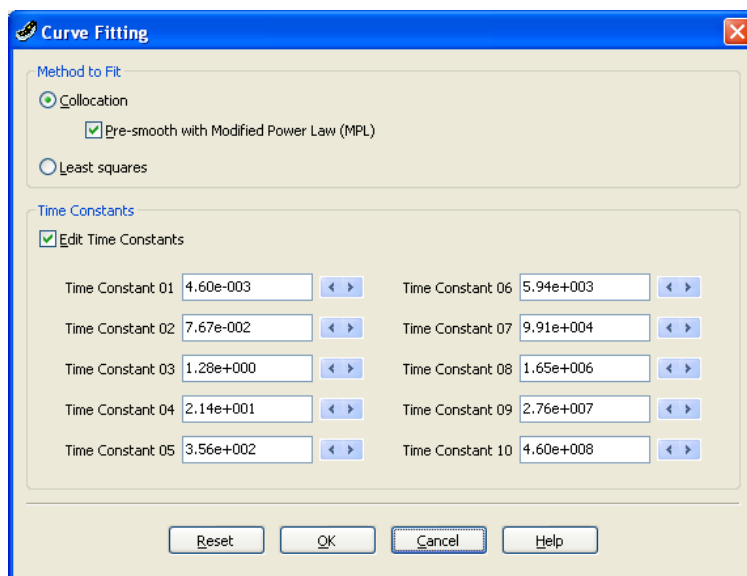 Curve Fitting
Method to Fit
Collocation
Pre-smooth with Modified Power Law (MPL)
Least squares
Time Constants
Edit Time Constants
Time Constant 01 4.60e-003 Time Constant 06 5.94e+003
Time Constant 02 7.67e-002 Time Constant 07 9.91e+004
Time Constant 03 1.28e+000 Time Constant 08 1.65e+006
Time Constant 04 2.14e+001 Time Constant 09 2.76e+007
Time Constant 05 3.56e+002 Time Constant 10 4.60e+008
Reset OK Cancel Help